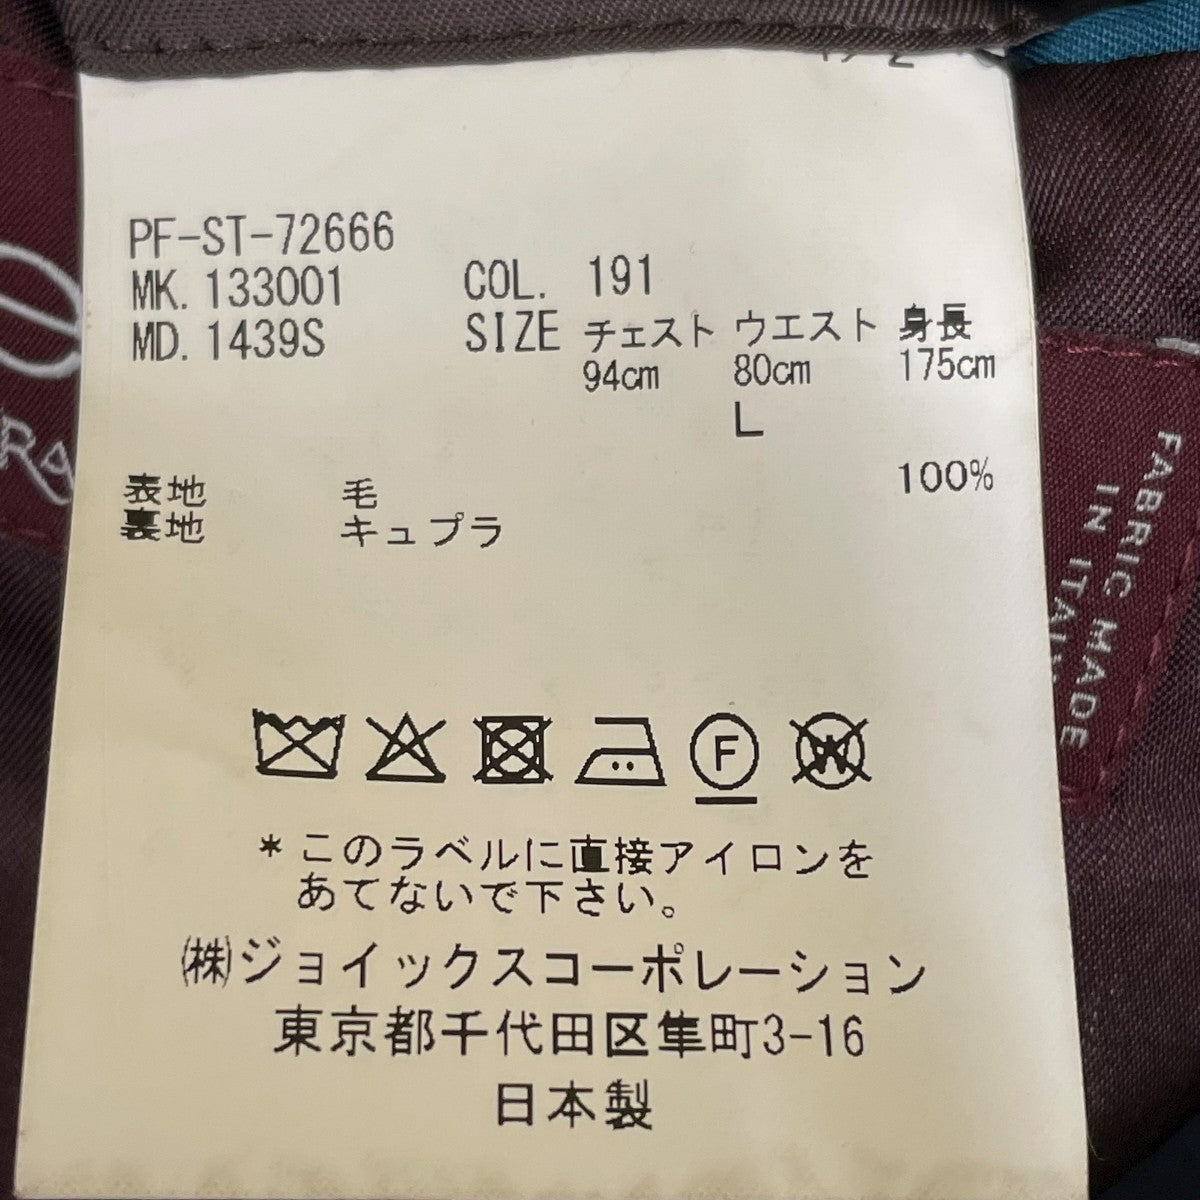 PF-ST-72666
MK. 133001 COL. 191
MD. 1439S SIZE チェスト ウエスト 身長
94cm 80cm 175cm
L
表地 毛 100%
裏地 キュプラ
F W
*このラベルに直接アイロンを
あてないで下さい。
㈱ジョイックスコーポレーション
東京都千代田区隼町3-16
日本製
FABRIC MADE
IN ITALY